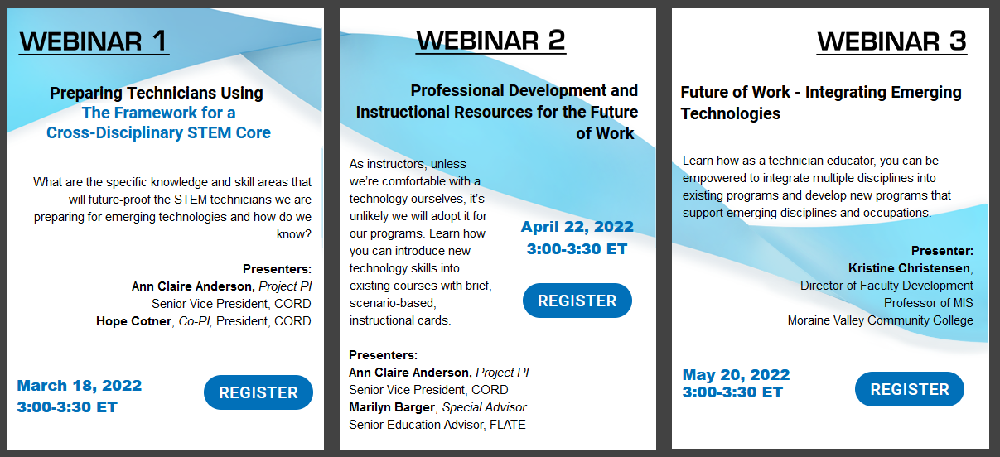 WEBINAR 1
Preparing Technicians Using
The Framework for a
Cross-Disciplinary STEM Core
What are the specific knowledge and skill areas that
will future-proof the STEM technicians we are
preparing for emerging technologies and how do we
know?
Presenters:
Ann Claire Anderson, Project PI
Senior Vice President, CORD
Hope Cotner, Co-PI, President, CORD
March 18, 2022
3:00-3:30 ET
REGISTER
WEBINAR 2
Professional Development and
Instructional Resources for the Future
of Work
As instructors, unless
we’re comfortable with a
technology ourselves, it’s
unlikely we will adopt it for
our programs. Learn how
you can introduce new
technology skills into
existing courses with brief,
scenario-based,
instructional cards.
April 22, 2022
3:00-3:30 ET
REGISTER
Presenters:
Ann Claire Anderson, Project PI
Senior Vice President, CORD
Marilyn Barger, Special Advisor
Senior Education Advisor, FLATE
WEBINAR 3
Future of Work - Integrating Emerging
Technologies
Learn how as a technician educator, you can be
empowered to integrate multiple disciplines into
existing programs and develop new programs that
support emerging disciplines and occupations.
Presenter:
Kristine Christensen,
Director of Faculty Development
Professor of MIS
Moraine Valley Community College
May 20, 2022
3:00-3:30 ET
REGISTER